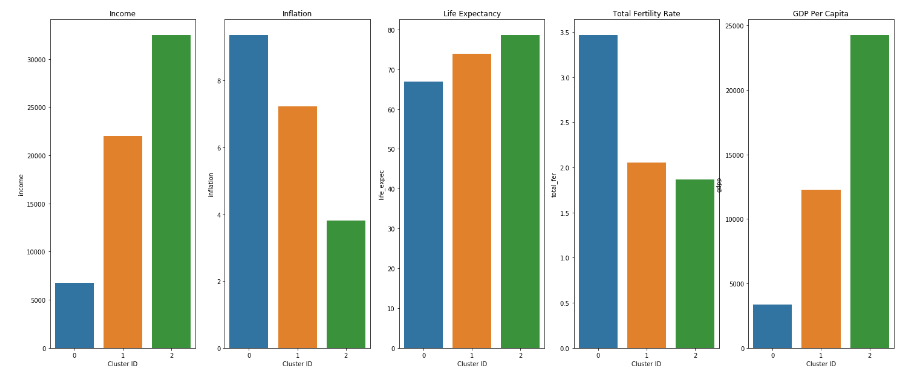 Income
30000
25000
20000
15000
10000
5000
0
income
0 1 2
Cluster ID
Inflation
8
6
4
2
0
inflation
0 1 2
Cluster ID
Life Expectancy
80
70
60
50
40
30
20
10
0
life_expec
0 1 2
Cluster ID
Total Fertility Rate
3.5
3.0
2.5
2.0
1.5
1.0
0.5
0.0
total_fer
0 1 2
Cluster ID
GDP Per Capita
25000
20000
15000
10000
5000
0
gdpp
0 1 2
Cluster ID